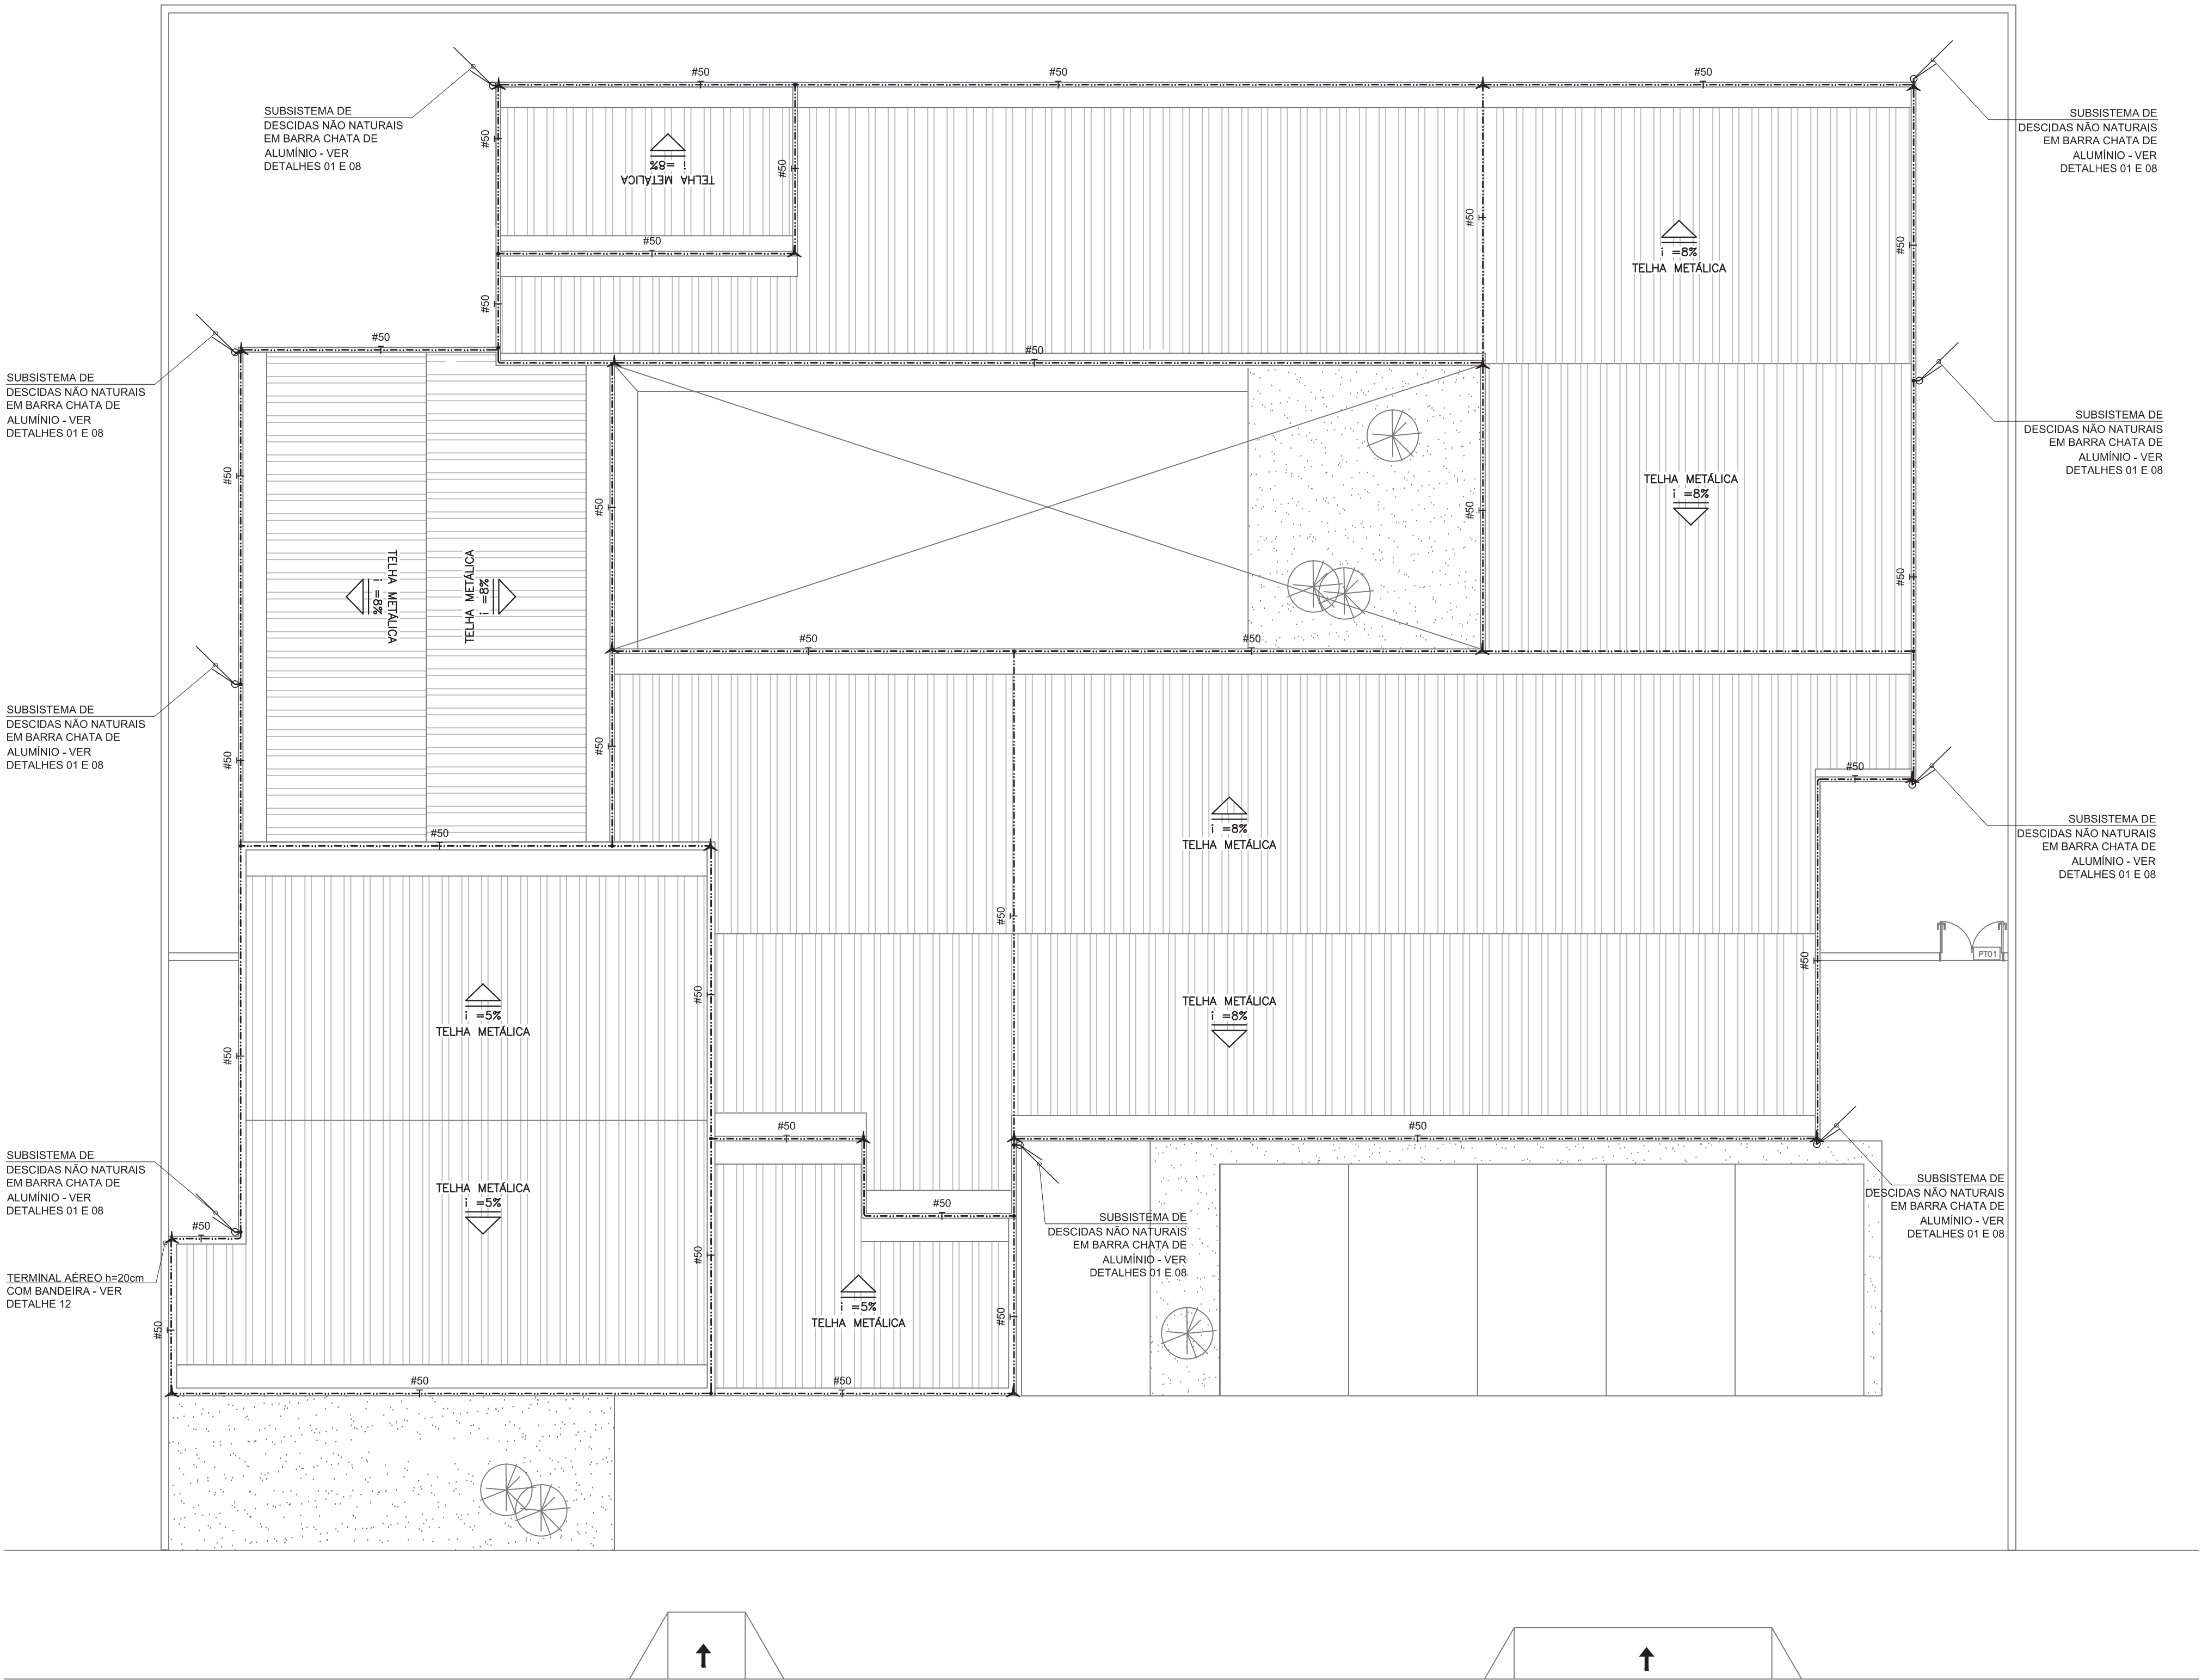 #50
#50
#50
SUBSISTEMA DE
DESCIDAS NÃO NATURAIS
EM BARRA CHATA DE
ALUMÍNIO - VER
DETALHES 01 E 08
SUBSISTEMA DE
DESCIDAS NÃO NATURAIS
EM BARRA CHATA DE
ALUMÍNIO - VER
DETALHES 01 E 08
#50
#50
i =8%
TELHA METÁLICA
#50
#50
#50
i =8%
TELHA METÁLICA
#50
#50
#50
SUBSISTEMA DE
DESCIDAS NÃO NATURAIS
EM BARRA CHATA DE
ALUMÍNIO - VER
DETALHES 01 E 08
SUBSISTEMA DE
DESCIDAS NÃO NATURAIS
EM BARRA CHATA DE
ALUMÍNIO - VER
DETALHES 01 E 08
#50
#50
#50
TELHA METÁLICA
i =8%
#50
TELHA METÁLICA
i =8%
TELHA METÁLICA
i =8%
#50
#50
SUBSISTEMA DE
DESCIDAS NÃO NATURAIS
EM BARRA CHATA DE
ALUMÍNIO - VER
DETALHES 01 E 08
#50
#50
#50
SUBSISTEMA DE
DESCIDAS NÃO NATURAIS
EM BARRA CHATA DE
ALUMÍNIO - VER
DETALHES 01 E 08
#50
i =8%
TELHA METÁLICA
#50
#50
PT01
#50
TELHA METÁLICA
i =8%
i =5%
TELHA METÁLICA
#50
#50
#50
SUBSISTEMA DE
DESCIDAS NÃO NATURAIS
EM BARRA CHATA DE
ALUMÍNIO - VER
DETALHES 01 E 08
TELHA METÁLICA
i =5%
#50
#50
SUBSISTEMA DE
DESCIDAS NÃO NATURAIS
EM BARRA CHATA DE
ALUMÍNIO - VER
DETALHES 01 E 08
SUBSISTEMA DE
DESCIDAS NÃO NATURAIS
EM BARRA CHATA DE
ALUMÍNIO - VER
DETALHES 01 E 08
#50
TERMINAL AÉREO h=20cm
COM BANDEIRA - VER
DETALHE 12
i =5%
TELHA METÁLICA
#50
#50
#50
#50